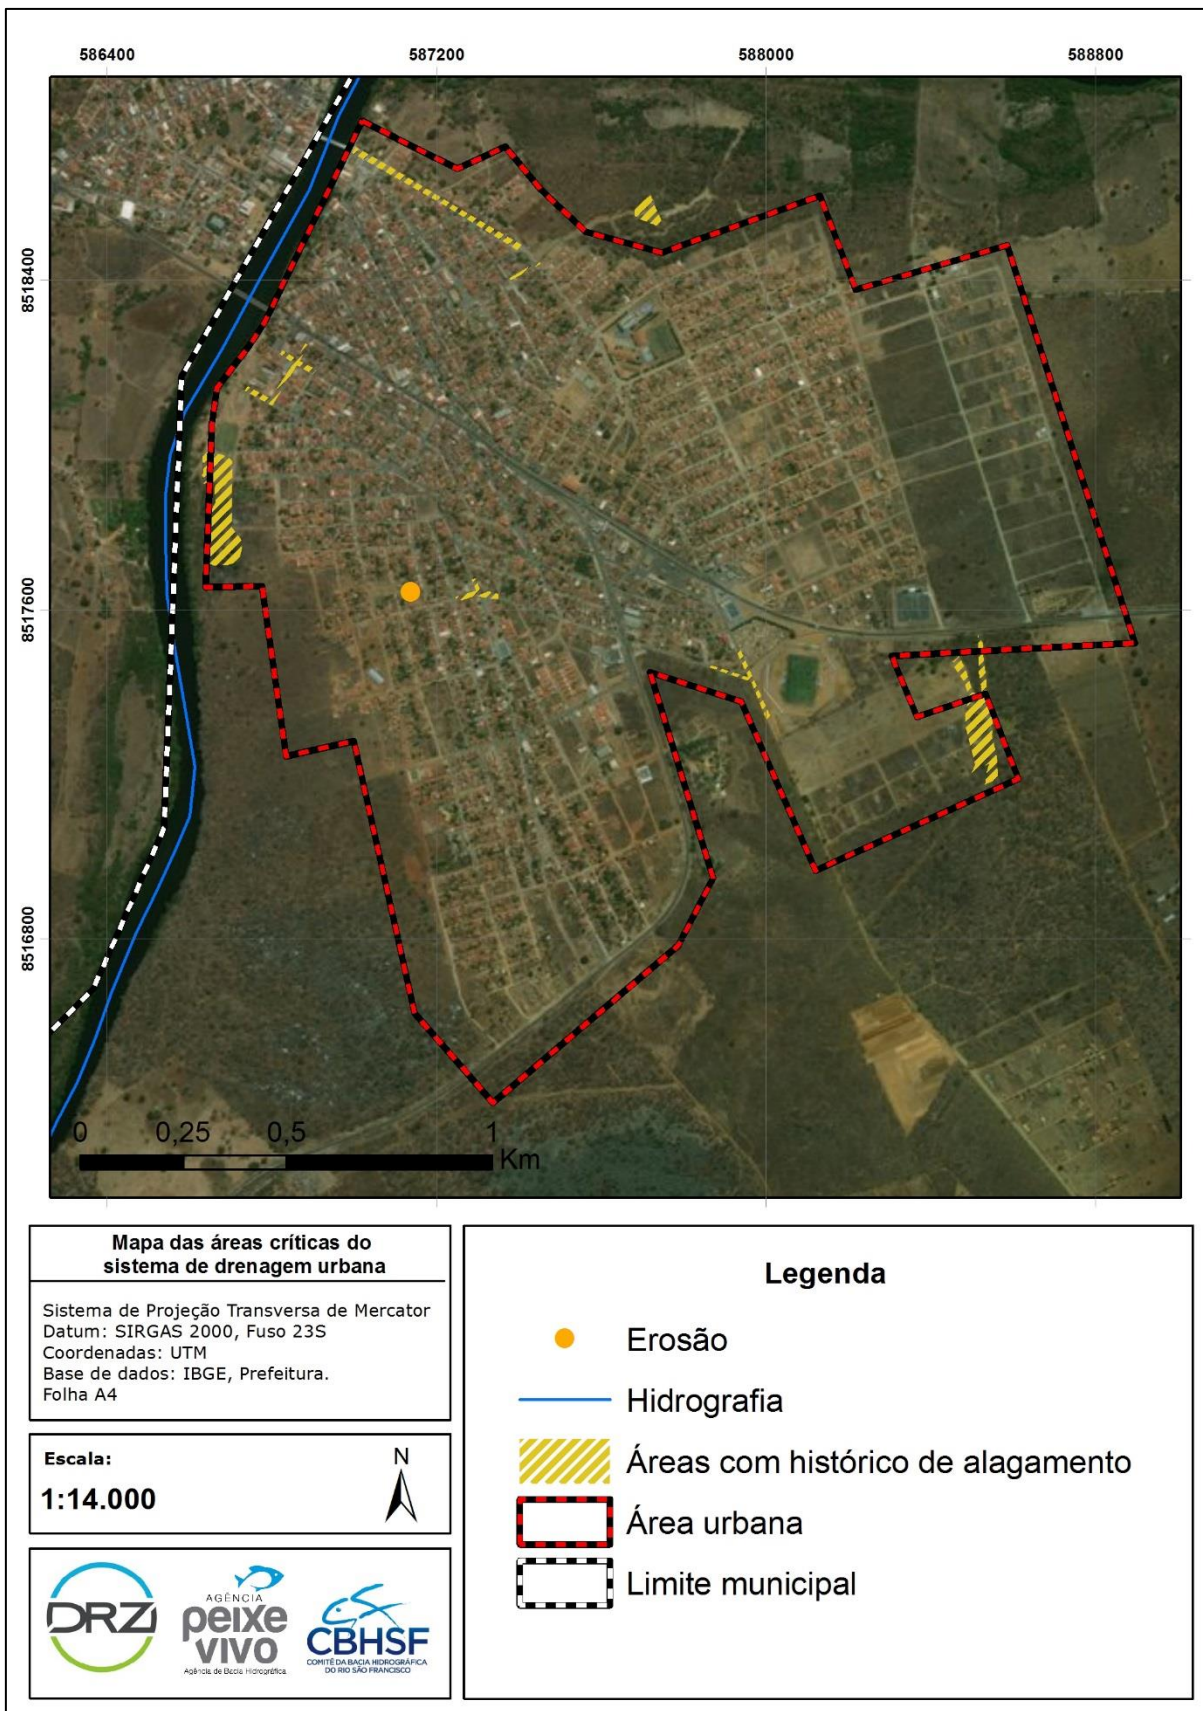 586400
587200
588000
588800
8518400
8517600
8516800
0
0,25
0,5
1
Km
Mapa das áreas críticas do
sistema de drenagem urbana
Sistema de Projeção Transversa de Mercator
Datum: SIRGAS 2000, Fuso 23S
Coordenadas: UTM
Base de dados: IBGE, Prefeitura.
Folha A4
Escala:
1:14.000
N
DRZ
AGÊNCIA
peixe
vivo
Agência de Bacia Hidrográfica
CBHSF
COMITÊ DA BACIA HIDROGRÁFICA
DO RIO SÃO FRANCISCO
Legenda
Erosão
Hidrografia
Áreas com histórico de alagamento
Área urbana
Limite municipal